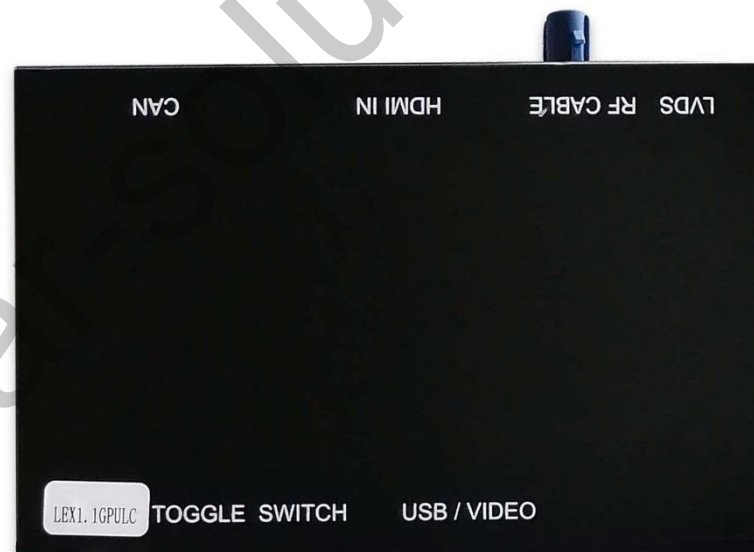 CAN HDMI IN RF CABLE LVDS
LEX1.1GPULC TOGGLE SWITCH USB / VIDEO